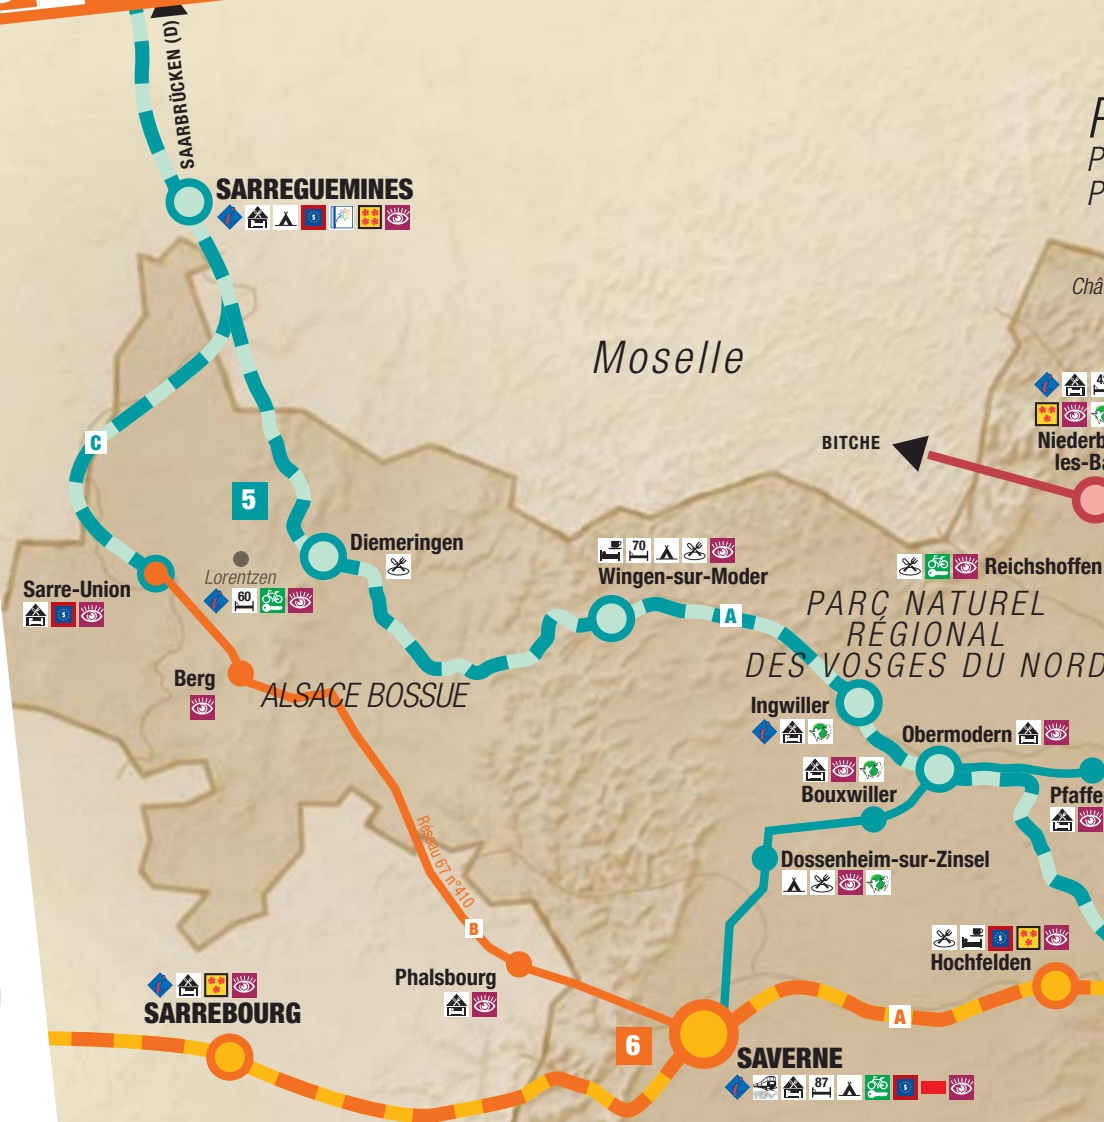 SAARBRÜCKEN (D)
SARREGUEMINES
Moselle
BITCHE
C
5
Diemeringen
70
Wingen-sur-Moder
Reichshoffen
Lorentzen
60
Sarre-Union
A
PARC NATUREL
RÉGIONAL
DES VOSGES DU NORD
Berg
ALSACE BOSSUE
Ingwiller
Obermodern
Bouxwiller
Dossenheim-sur-Zinsel
Réseau 67 n°410
B
Hochfelden
Phalsbourg
SARREBOURG
A
6
SAVERNE
87